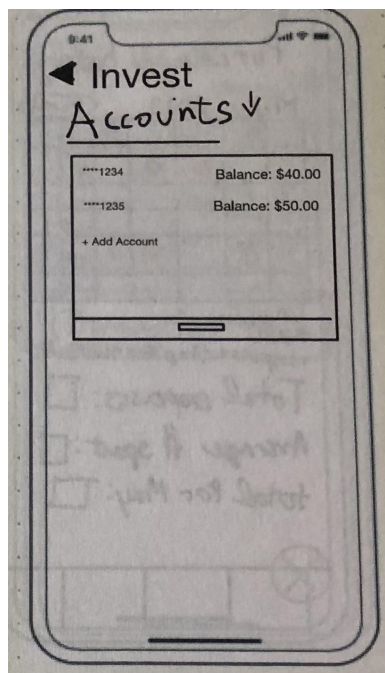 9:41
Invest
Accounts
****1234 Balance: $40.00
****1235 Balance: $50.00
+ Add Account
Total expenses:
Average $ spent:
total for May: